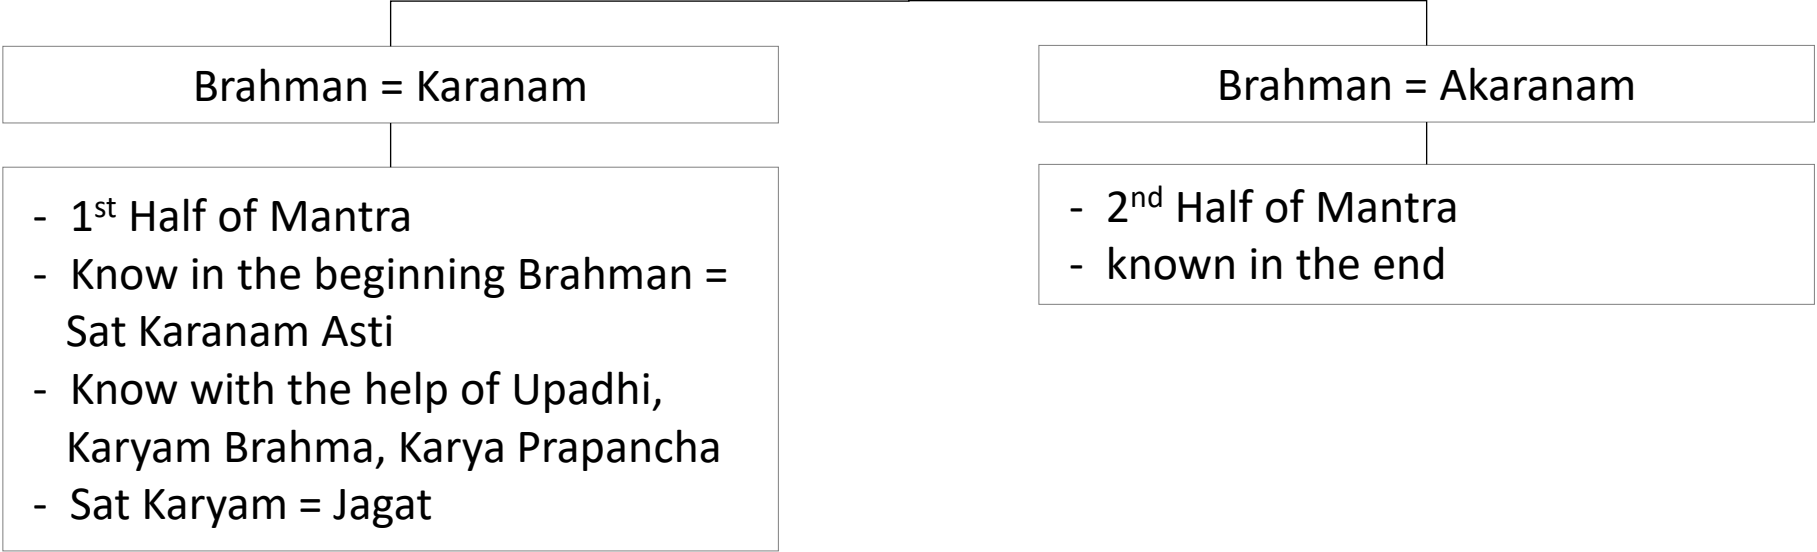 Brahman = Karanam
- 1st Half of Mantra
- Know in the beginning Brahman =
Sat Karanam Asti
- Know with the help of Upadhi,
Karyam Brahma, Karya Prapancha
- Sat Karyam = Jagat
Brahman = Akaranam
- 2nd Half of Mantra
- known in the end